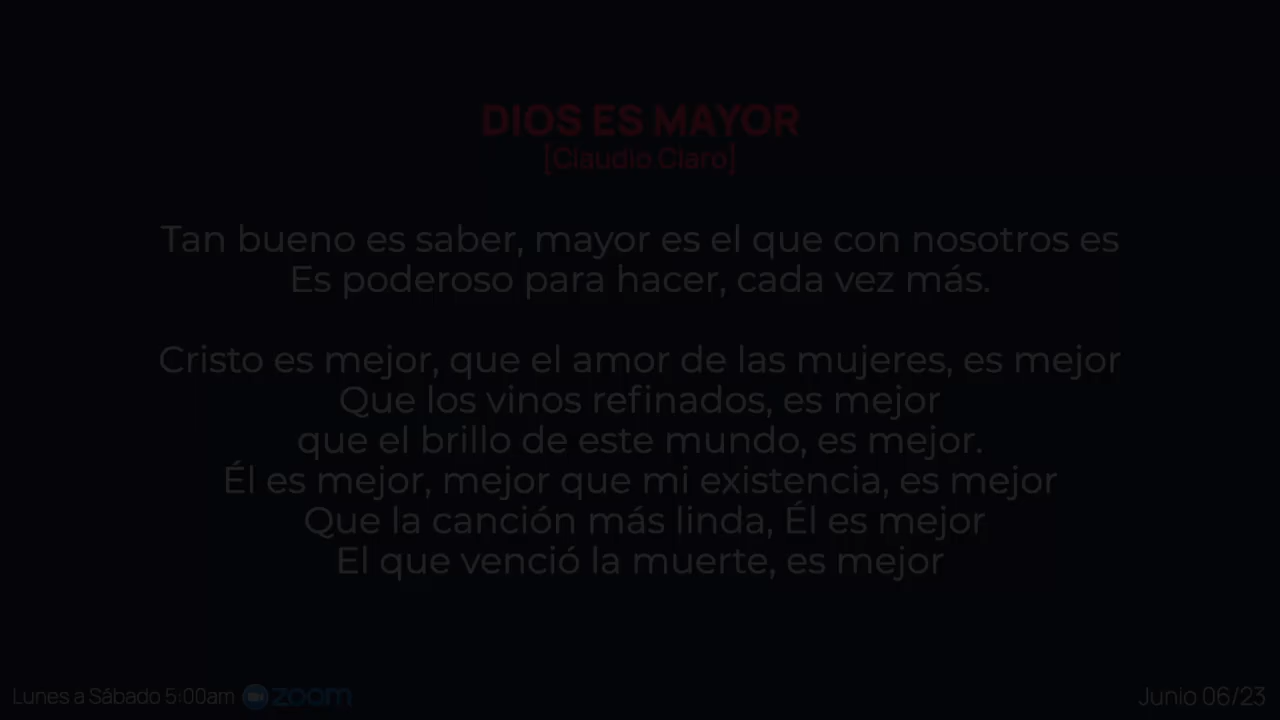 DIOS ES MAYOR
[Claudio Claro]
Tan bueno es saber, mayor es el que con nosotros es
Es poderoso para hacer, cada vez más.
Cristo es mejor, que el amor de las mujeres, es mejor
Que los vinos refinados, es mejor
que el brillo de este mundo, es mejor.
Él es mejor, mejor que mi existencia, es mejor
Que la canción más linda, Él es mejor
El que venció la muerte, es mejor
Lunes a Sábado 5:00am zoom
Junio 06/23